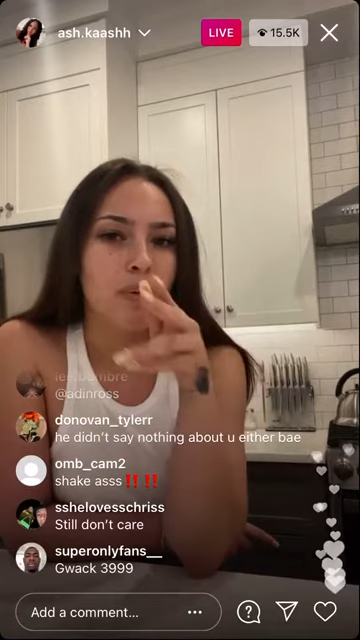 ash.kaashh
LIVE
15.5K
@adinross
donovan_tylerr
he didn't say nothing about u either bae
omb_cam2
shake asss‼️‼️
sshelovesschriss
Still don't care
superonlyfans__
Gwack 3999
Add a comment...